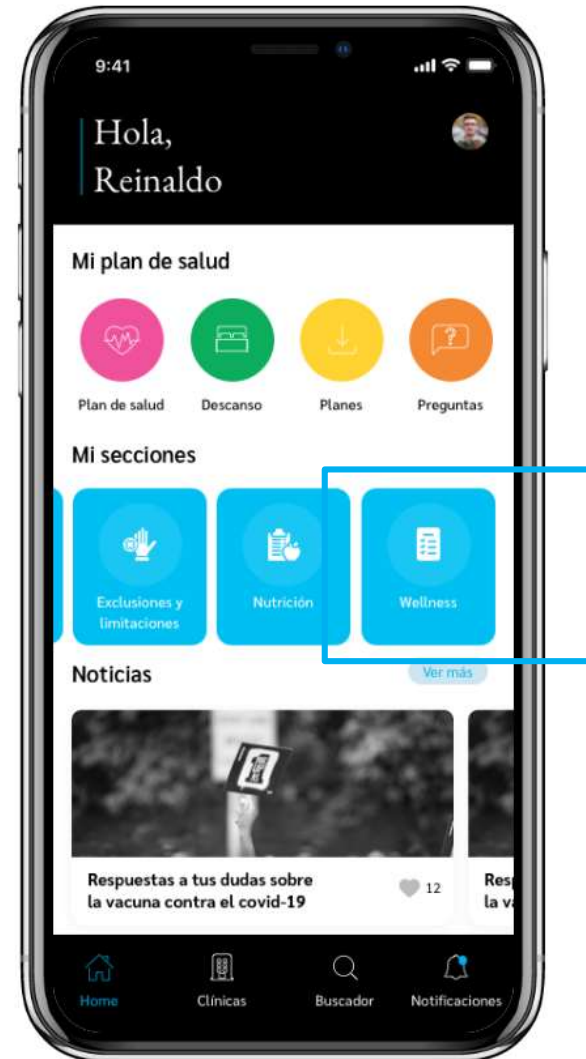 9:41
Hola,
Reinaldo
Mi plan de salud
Plan de salud
Descanso
Planes
Preguntas
Mi secciones
Exclusiones y
limitaciones
Nutrición
Wellness
Noticias
Ver más
Respuestas a tus dudas sobre
la vacuna contra el covid-19
12
Home
Clínicas
Buscador
Notificaciones